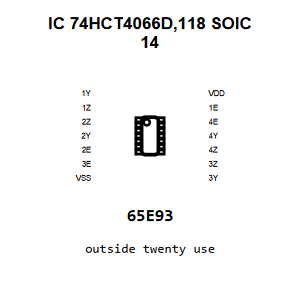 IC 74HCT4066D,118 SOIC
14
1Y VDD
1Z 1E
2Z 4E
2Y 4Y
2E 4Z
3E 3Z
VSS 3Y
65E93
outside twenty use